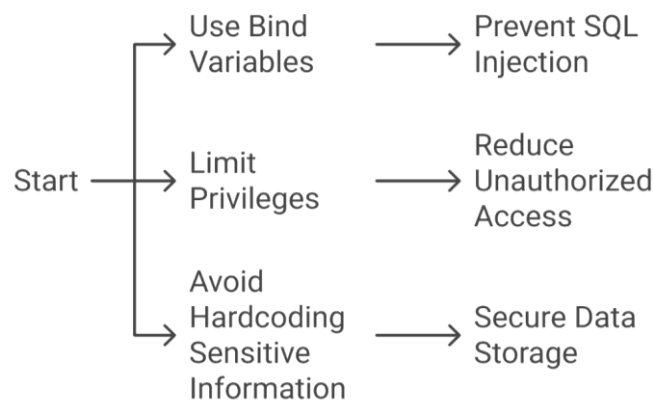 Use Bind
Variables
Prevent SQL
Injection
Start
Limit
Privileges
Reduce
Unauthorized
Access
Avoid
Hardcoding
Sensitive
Information
Secure Data
Storage